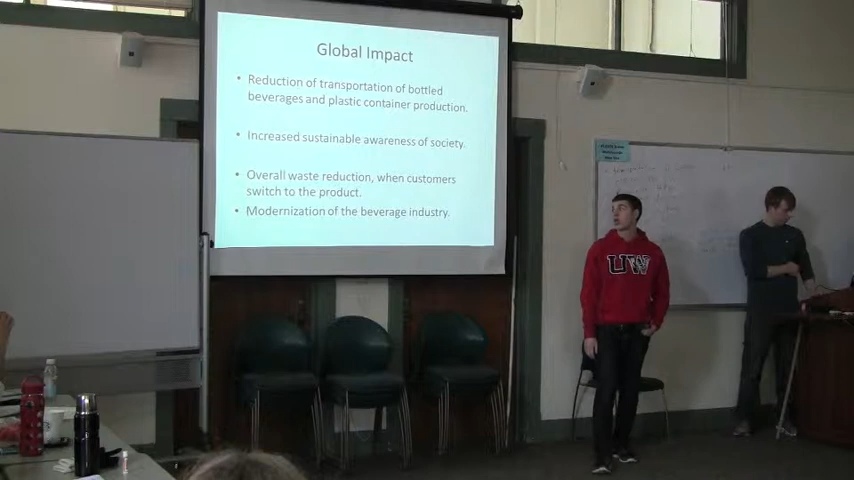 Global Impact
• Reduction of transportation of bottled
beverages and plastic container production.
• Increased sustainable awareness of society.
• Overall waste reduction, when customers
switch to the product.
• Modernization of the beverage industry.
UW